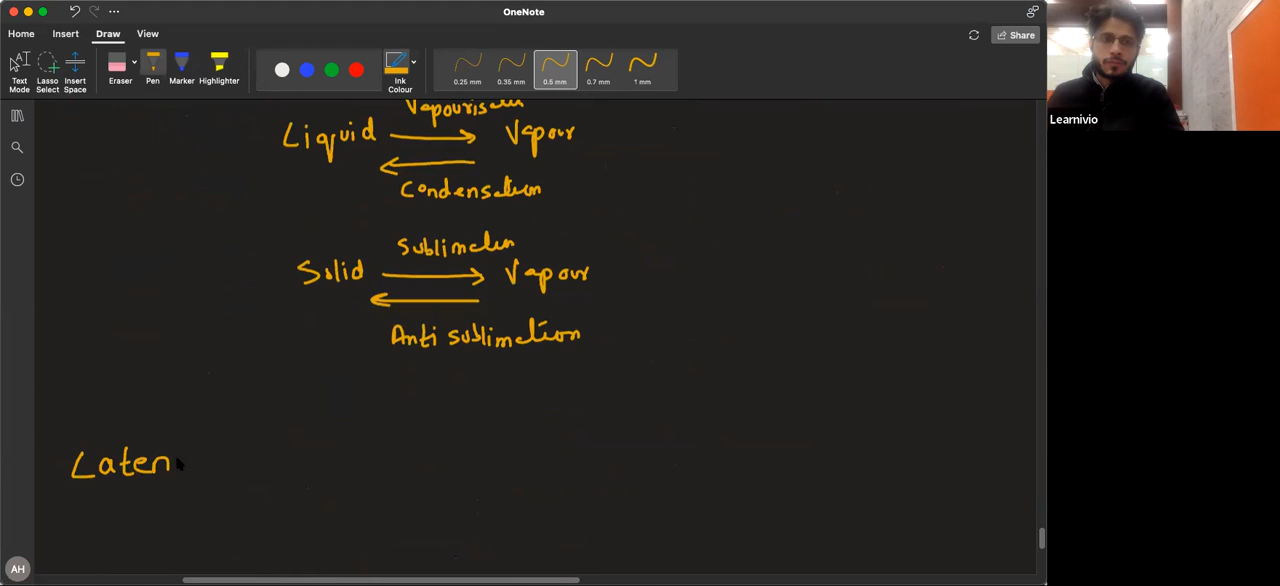 OneNote
Home Insert Draw View
Share
Text Mode
Lasso Select
Insert Space
Eraser
Pen
Marker
Highlighter
Ink Colour
0.25 mm 0.35 mm 0.5 mm 0.7 mm 1 mm
Learnivio
Liquid Vapour
Condensation
Sublimation
Solid Vapour
Anti sublimation
Laten
AH